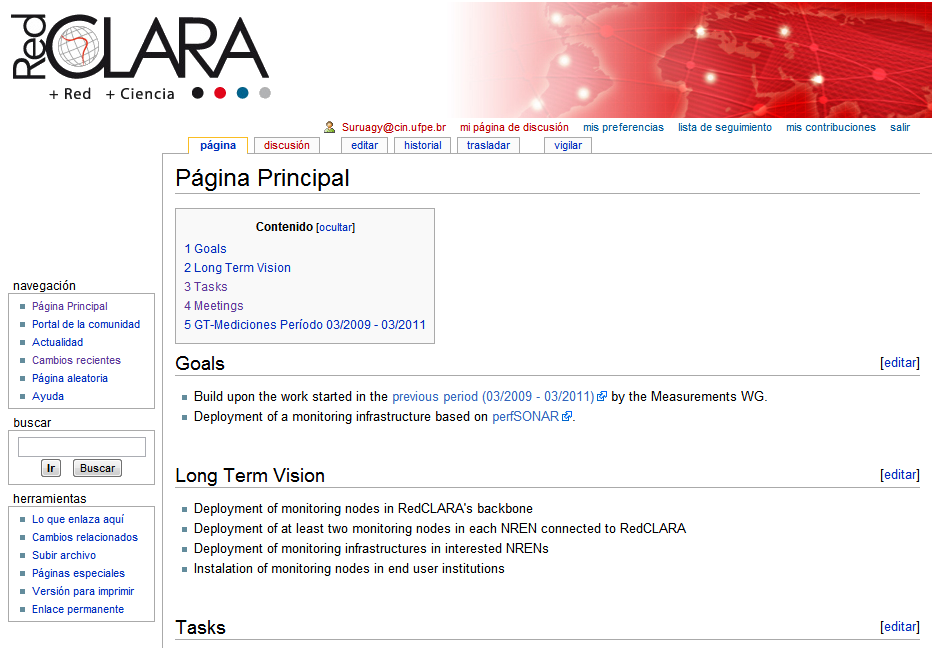 Red
CLARA
+ Red + Ciencia
Suruagy@cin.ufpe.br mi página de discusión mis preferencias lista de seguimiento mis contribuciones salir
página discusión editar historial trasladar vigilar
Página Principal
Contenido [ocultar]
1 Goals
2 Long Term Vision
3 Tasks
4 Meetings
5 GT-Mediciones Período 03/2009 - 03/2011
navegación
Página Principal
Portal de la comunidad
Actualidad
Cambios recientes
Página aleatoria
Ayuda
buscar
Ir Buscar
herramientas
Lo que enlaza aquí
Cambios relacionados
Subir archivo
Páginas especiales
Versión para imprimir
Enlace permanente
Goals [editar]
Build upon the work started in the previous period (03/2009 - 03/2011) by the Measurements WG.
Deployment of a monitoring infrastructure based on perfSONAR.
Long Term Vision [editar]
Deployment of monitoring nodes in RedCLARA's backbone
Deployment of at least two monitoring nodes in each NREN connected to RedCLARA
Deployment of monitoring infrastructures in interested NRENs
Instalation of monitoring nodes in end user institutions
Tasks [editar]